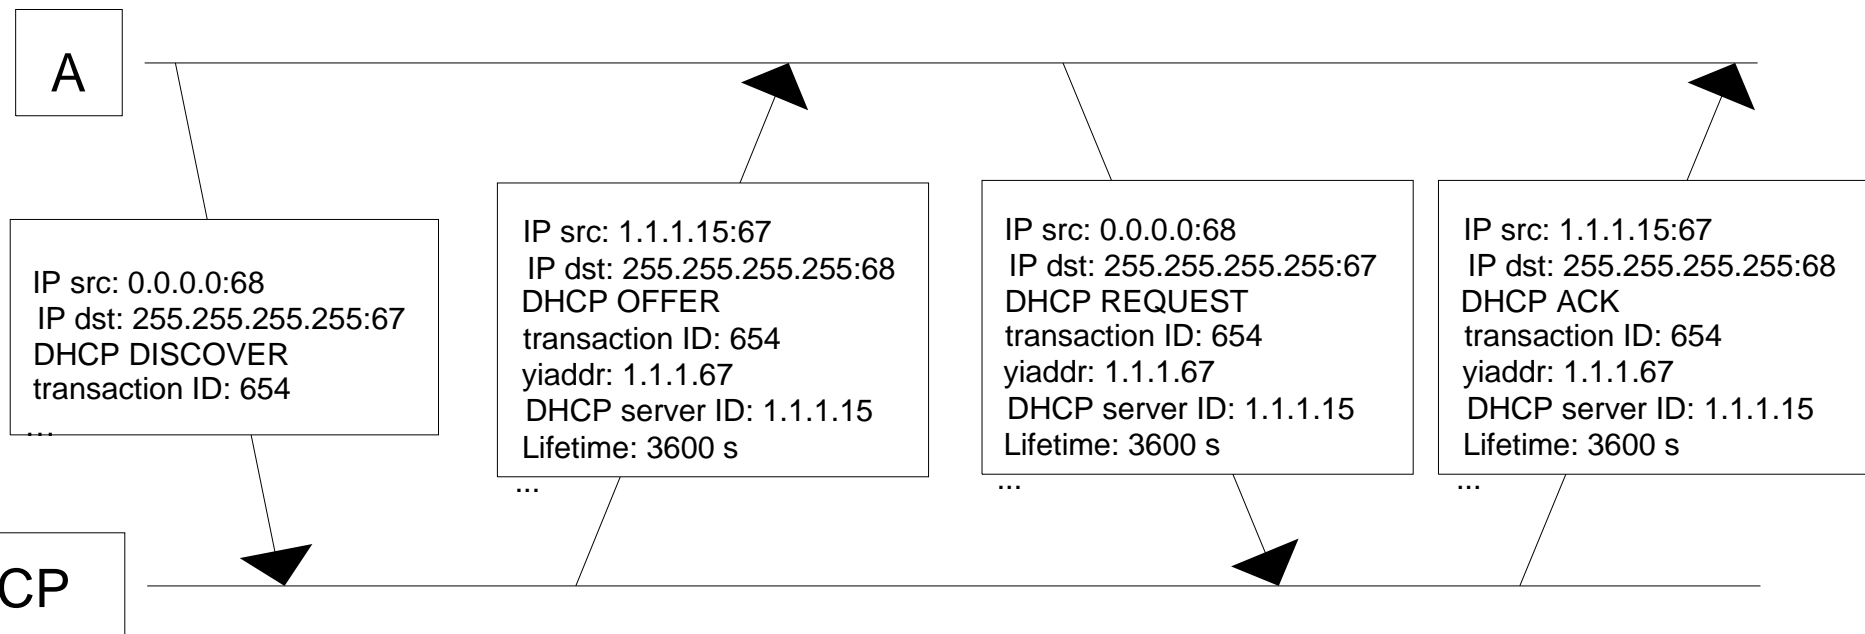 A
IP src: 0.0.0.0:68
IP dst: 255.255.255.255:67
DHCP DISCOVER
transaction ID: 654
...
IP src: 1.1.1.15:67
IP dst: 255.255.255.255:68
DHCP OFFER
transaction ID: 654
yiaddr: 1.1.1.67
DHCP server ID: 1.1.1.15
Lifetime: 3600 s
...
IP src: 0.0.0.0:68
IP dst: 255.255.255.255:67
DHCP REQUEST
transaction ID: 654
yiaddr: 1.1.1.67
DHCP server ID: 1.1.1.15
Lifetime: 3600 s
...
IP src: 1.1.1.15:67
IP dst: 255.255.255.255:68
DHCP ACK
transaction ID: 654
yiaddr: 1.1.1.67
DHCP server ID: 1.1.1.15
Lifetime: 3600 s
...
CP